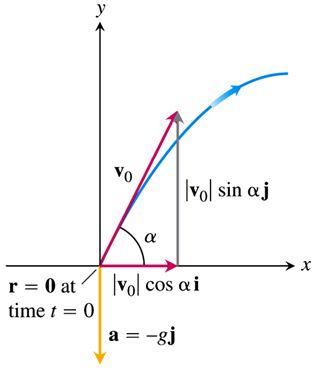 y
v₀
|v₀| sin α j
α
x
r = 0 at
time t = 0
|v₀| cos α i
a = −gj